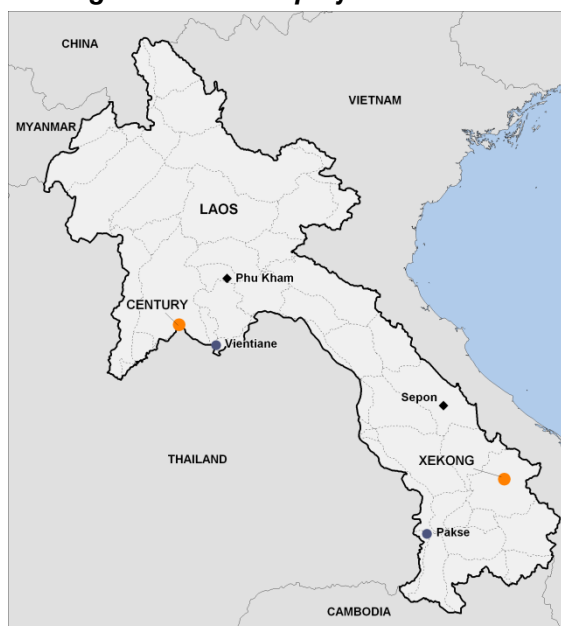 CHINA
VIETNAM
MYANMAR
LAOS
Phu Kham
CENTURY
Vientiane
Sepon
THAILAND
XEKONG
Pakse
CAMBODIA